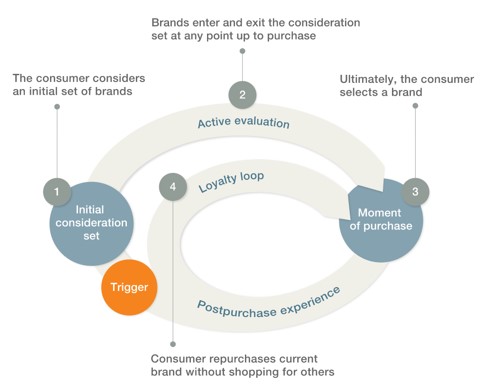 Brands enter and exit the consideration
set at any point up to purchase
The consumer considers
an initial set of brands
Ultimately, the consumer
selects a brand
2
Active evaluation
1
4
3
Loyalty loop
Initial
consideration
set
Moment
of purchase
Trigger
Postpurchase experience
Consumer repurchases current
brand without shopping for others